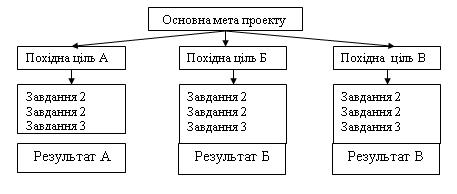 Основна мета проекту
Похідна ціль А
Похідна ціль Б
Похідна ціль В
Завдання 2
Завдання 2
Завдання 3
Завдання 2
Завдання 2
Завдання 3
Завдання 2
Завдання 2
Завдання 3
Результат А
Результат Б
Результат В